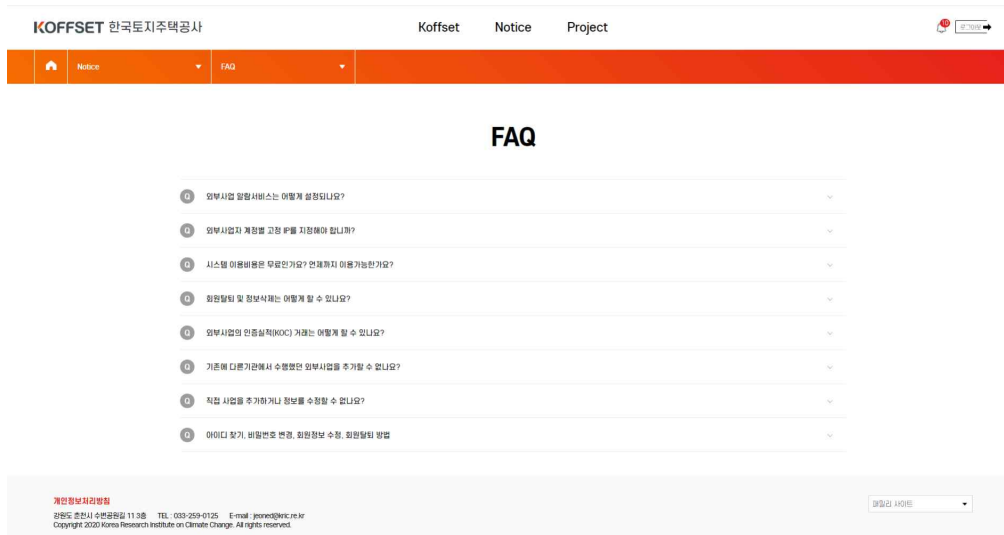 KOFFSET 한국토지주택공사
Koffset Notice Project
10
로그아웃
Notice FAQ
FAQ
Q 외부사업 알람서비스는 어떻게 설정되나요?
Q 외부사업자 계정별 고정 IP를 지정해야 합니까?
Q 시스템 이용비용은 무료인가요? 언제까지 이용가능한가요?
Q 회원탈퇴 및 정보삭제는 어떻게 할 수 있나요?
Q 외부사업의 인증실적(KOC) 거래는 어떻게 할 수 있나요?
Q 기존에 다른기관에서 수행했던 외부사업을 추가할 수 없나요?
Q 직접 사업을 추가하거나 정보를 수정할 수 없나요?
Q 아이디 찾기, 비밀번호 변경, 회원정보 수정, 회원탈퇴 방법
개인정보처리방침
강원도 춘천시 수변공원길 11 3층 TEL : 033-259-0125 E-mail : jeoned@kric.re.kr
Copyright 2020 Korea Research Institute on Climate Change. All rights reserved.
패밀리 사이트